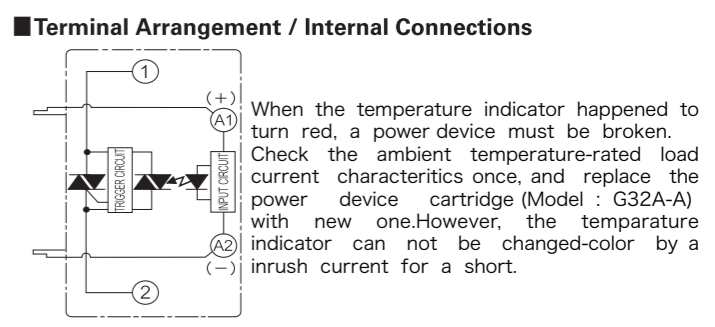 ■Terminal Arrangement / Internal Connections
1
(+)
A1
When the temperature indicator happened to
turn red, a power device must be broken.
Check the ambient temperature-rated load
current characteritics once, and replace the
power device cartridge (Model : G32A-A)
with new one.However, the temparature
indicator can not be changed-color by a
inrush current for a short.
TRIGGER CIRCUIT
INPUT CIRCUIT
A2
(−)
2